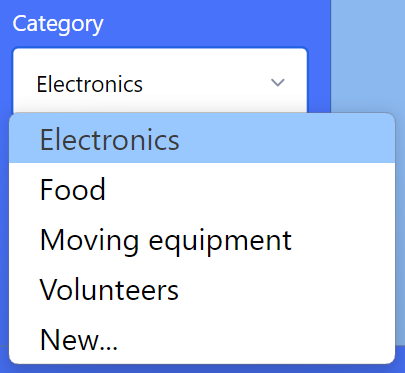 Category
Electronics
Electronics
Food
Moving equipment
Volunteers
New...